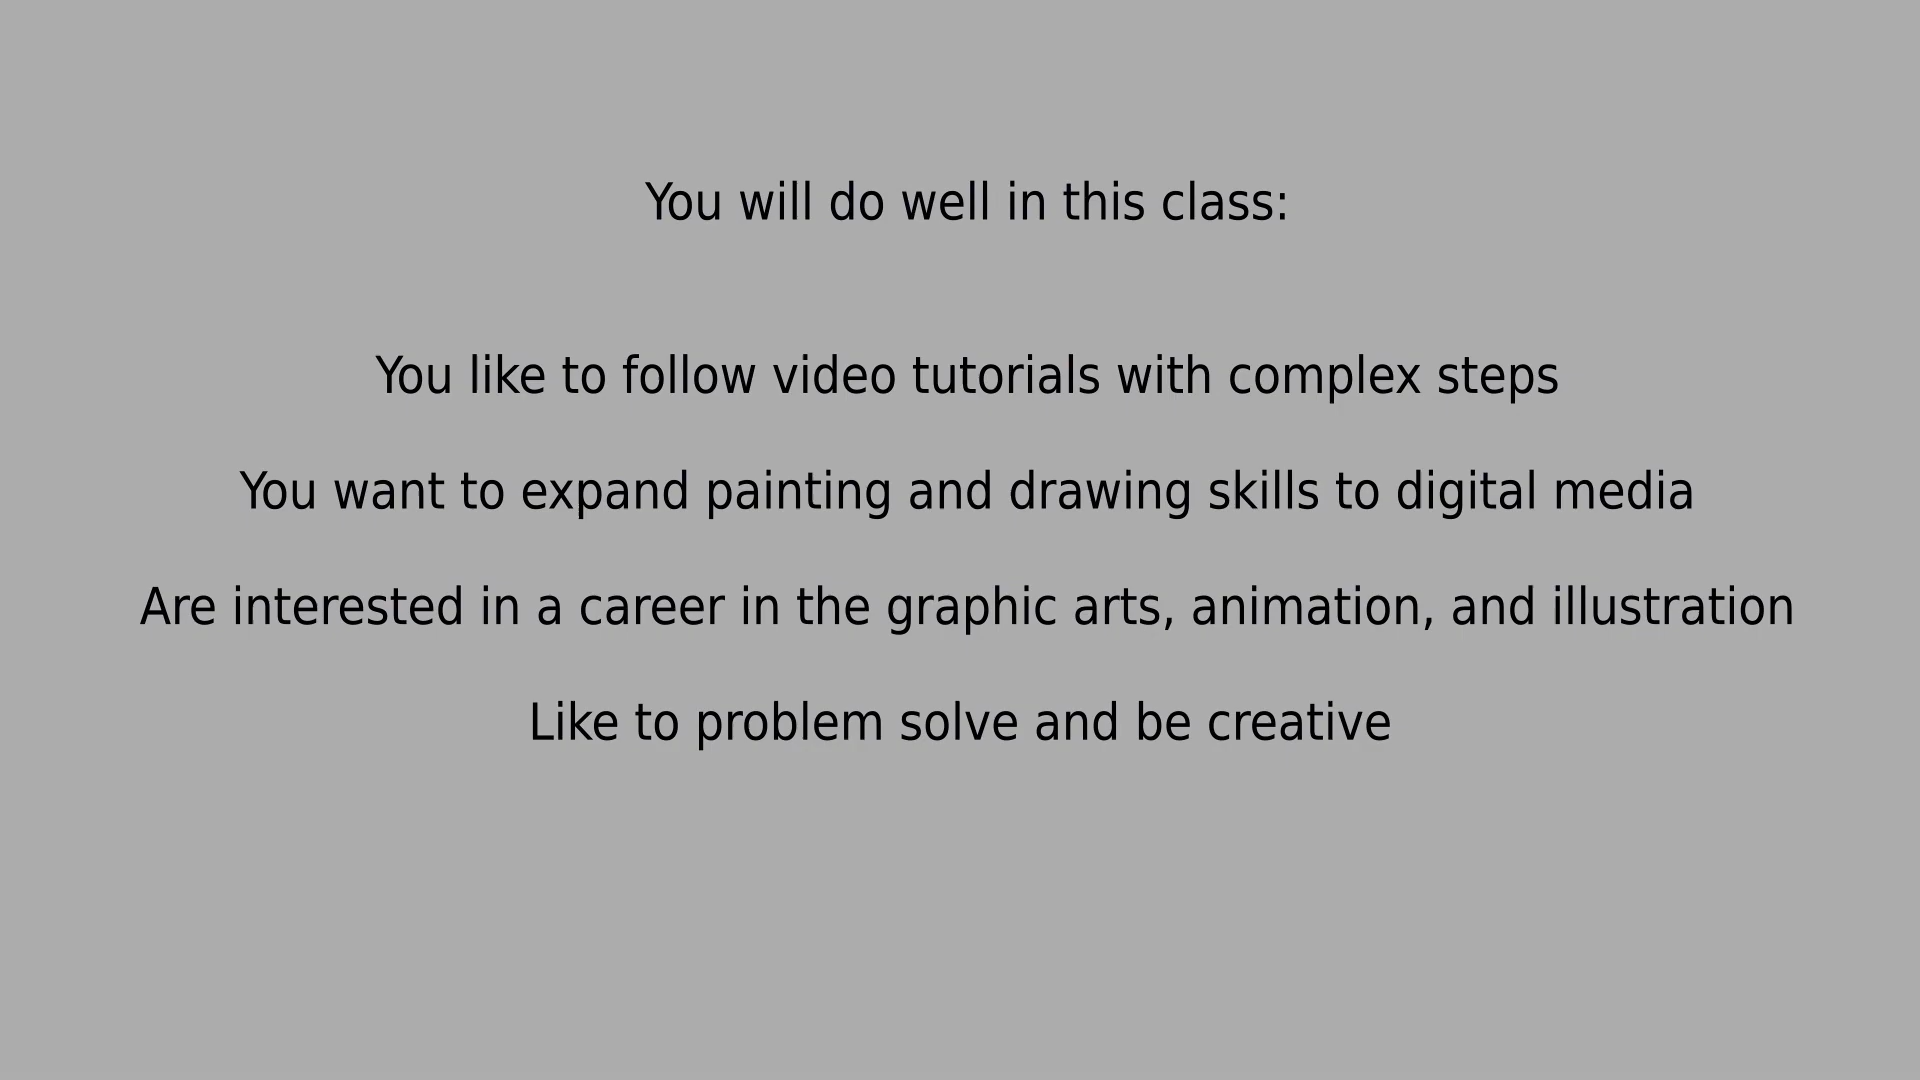 You will do well in this class:
You like to follow video tutorials with complex steps
You want to expand painting and drawing skills to digital media
Are interested in a career in the graphic arts, animation, and illustration
Like to problem solve and be creative